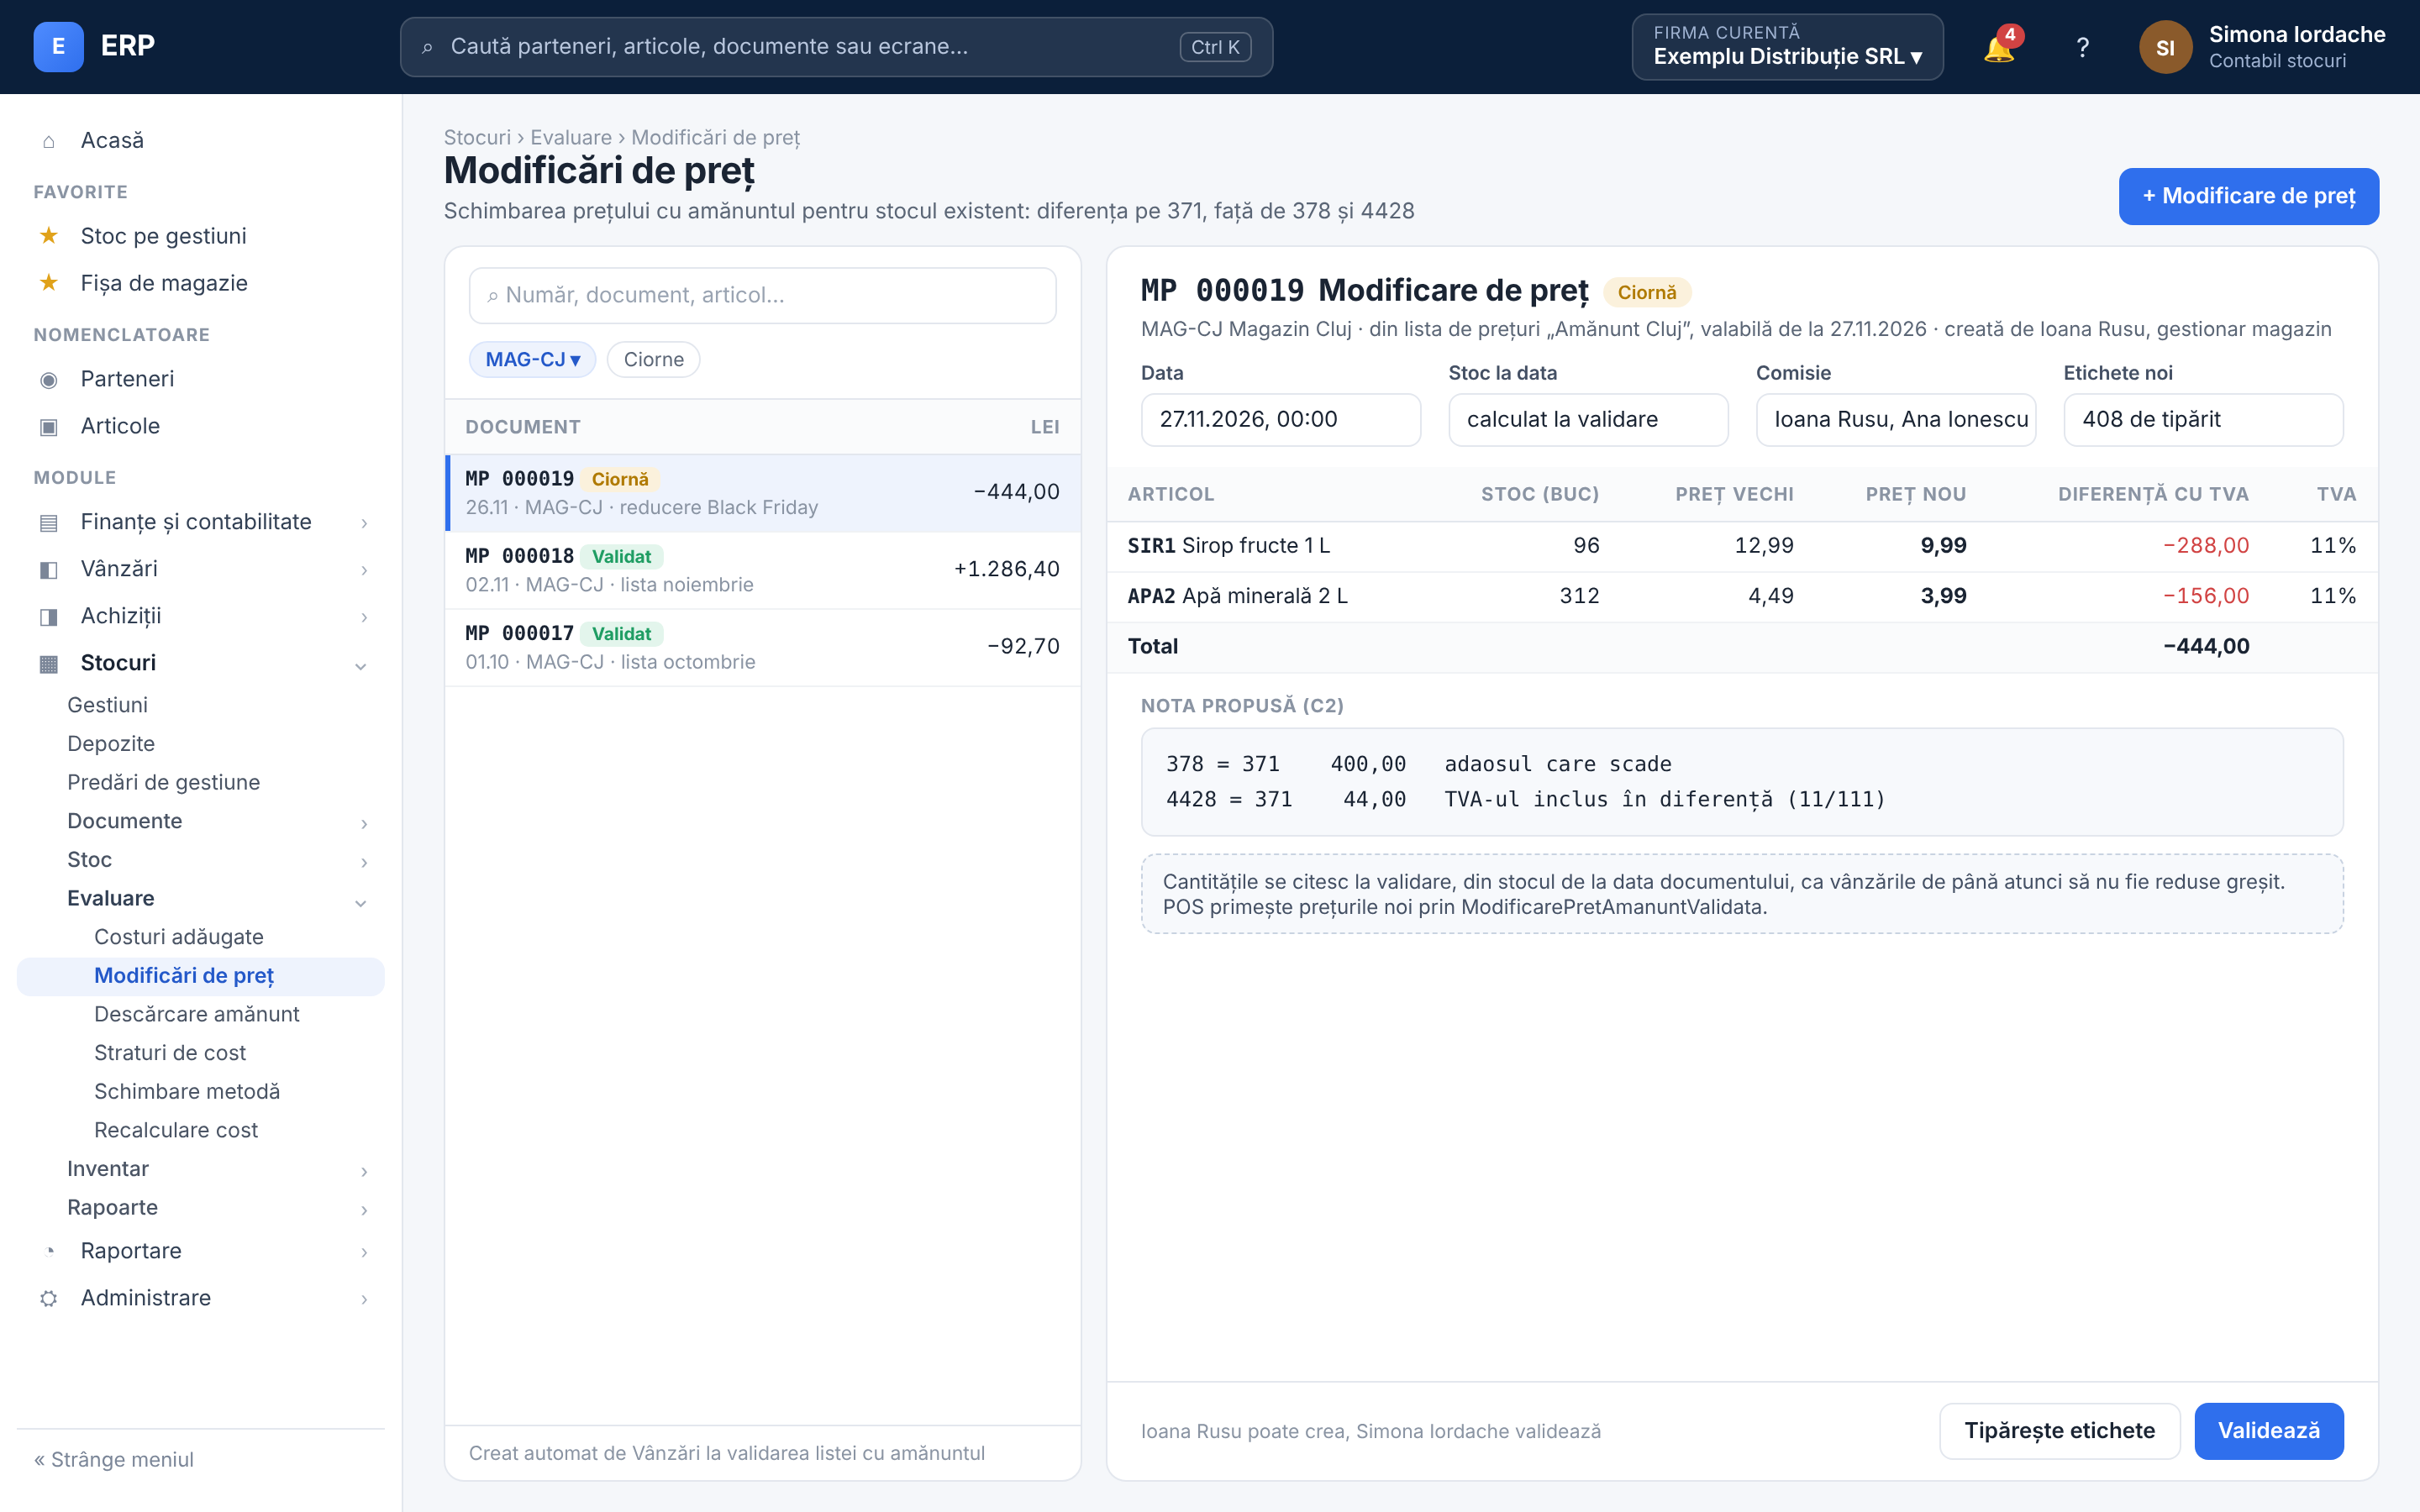 E ERP
Caută parteneri, articole, documente sau ecrane... Ctrl K
FIRMA CURENTĂ
Exemplu Distribuție SRL ▾
4
?
SI
Simona Iordache
Contabil stocuri
Acasă
FAVORITE
★ Stoc pe gestiuni
★ Fișa de magazie
NOMENCLATOARE
Parteneri
Articole
MODULE
Finanțe și contabilitate ›
Vânzări ›
Achiziții ›
Stocuri
Gestiuni
Depozite
Predări de gestiune
Documente ›
Stoc ›
Evaluare
Costuri adăugate
Modificări de preț
Descărcare amănunt
Straturi de cost
Schimbare metodă
Recalculare cost
Inventar ›
Rapoarte ›
Raportare ›
Administrare ›
« Strânge meniul
Stocuri › Evaluare › Modificări de preț
Modificări de preț
Schimbarea prețului cu amănuntul pentru stocul existent: diferența pe 371, față de 378 și 4428
+ Modificare de preț
Număr, document, articol...
MAG-CJ ▾ Ciorne
DOCUMENT LEI
MP 000019 Ciornă −444,00
26.11 · MAG-CJ · reducere Black Friday
MP 000018 Validat +1.286,40
02.11 · MAG-CJ · lista noiembrie
MP 000017 Validat −92,70
01.10 · MAG-CJ · lista octombrie
Creat automat de Vânzări la validarea listei cu amănuntul
MP 000019 Modificare de preț Ciornă
MAG-CJ Magazin Cluj · din lista de prețuri „Amănunt Cluj”, valabilă de la 27.11.2026 · creată de Ioana Rusu, gestionar magazin
Data Stoc la data Comisie Etichete noi
27.11.2026, 00:00 calculat la validare Ioana Rusu, Ana Ionescu 408 de tipărit
ARTICOL STOC (BUC) PREȚ VECHI PREȚ NOU DIFERENȚĂ CU TVA TVA
SIR1 Sirop fructe 1 L 96 12,99 9,99 −288,00 11%
APA2 Apă minerală 2 L 312 4,49 3,99 −156,00 11%
Total −444,00
NOTA PROPUSĂ (C2)
378 = 371 400,00 adaosul care scade
4428 = 371 44,00 TVA-ul inclus în diferență (11/111)
Cantitățile se citesc la validare, din stocul de la data documentului, ca vânzările de până atunci să nu fie reduse greșit.
POS primește prețurile noi prin ModificarePretAmanuntValidata.
Ioana Rusu poate crea, Simona Iordache validează
Tipărește etichete Validează